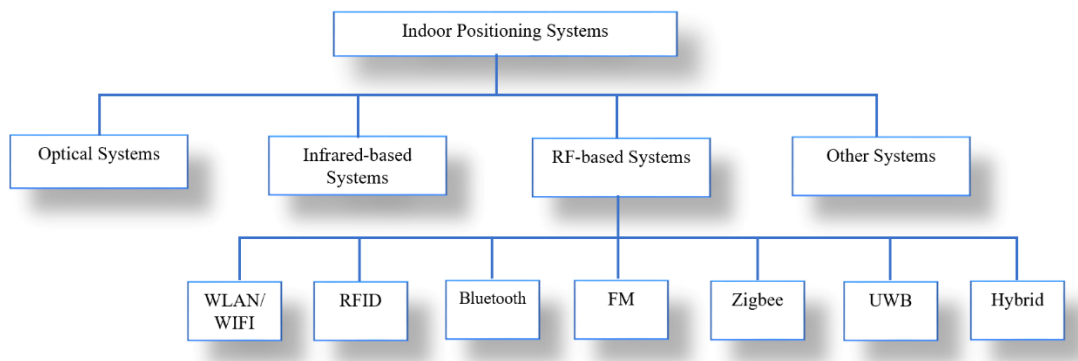 Indoor Positioning Systems
Optical Systems
Infrared-based
Systems
RF-based Systems
Other Systems
WLAN/
WIFI
RFID
Bluetooth
FM
Zigbee
UWB
Hybrid